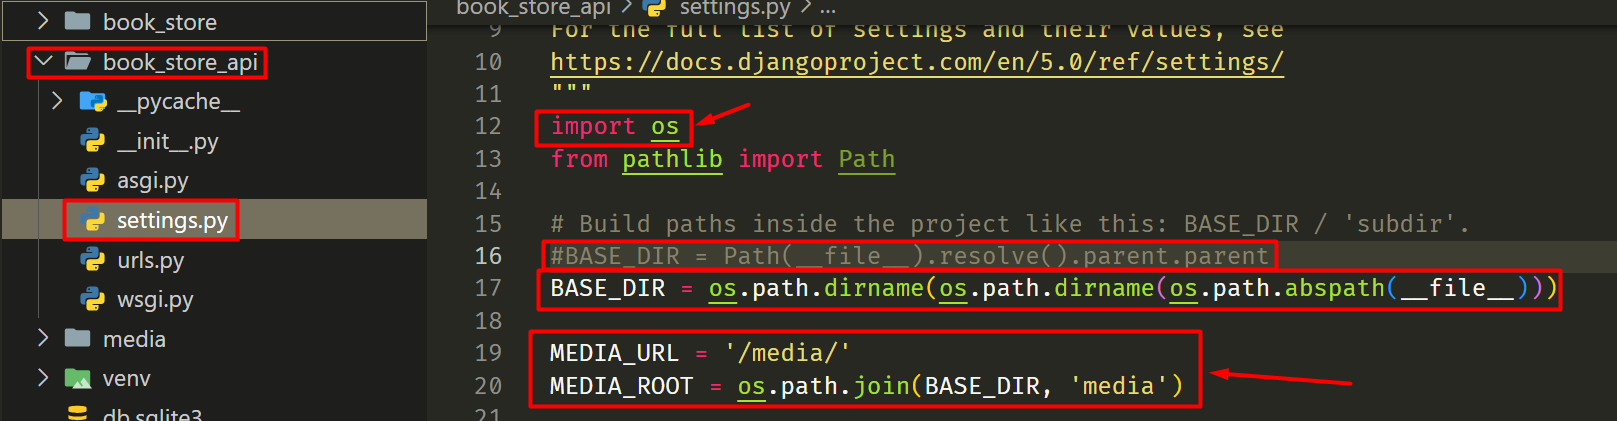 book_store
book_store_api
__pycache__
__init__.py
asgi.py
settings.py
urls.py
wsgi.py
media
venv
db.sqlite3
book_store_api > settings.py > ...
9 For the full list of settings and their values, see
10 https://docs.djangoproject.com/en/5.0/ref/settings/
11 """
12 import os
13 from pathlib import Path
14
15 # Build paths inside the project like this: BASE_DIR / 'subdir'.
16 #BASE_DIR = Path(__file__).resolve().parent.parent
17 BASE_DIR = os.path.dirname(os.path.dirname(os.path.abspath(__file__)))
18
19 MEDIA_URL = '/media/'
20 MEDIA_ROOT = os.path.join(BASE_DIR, 'media')
21